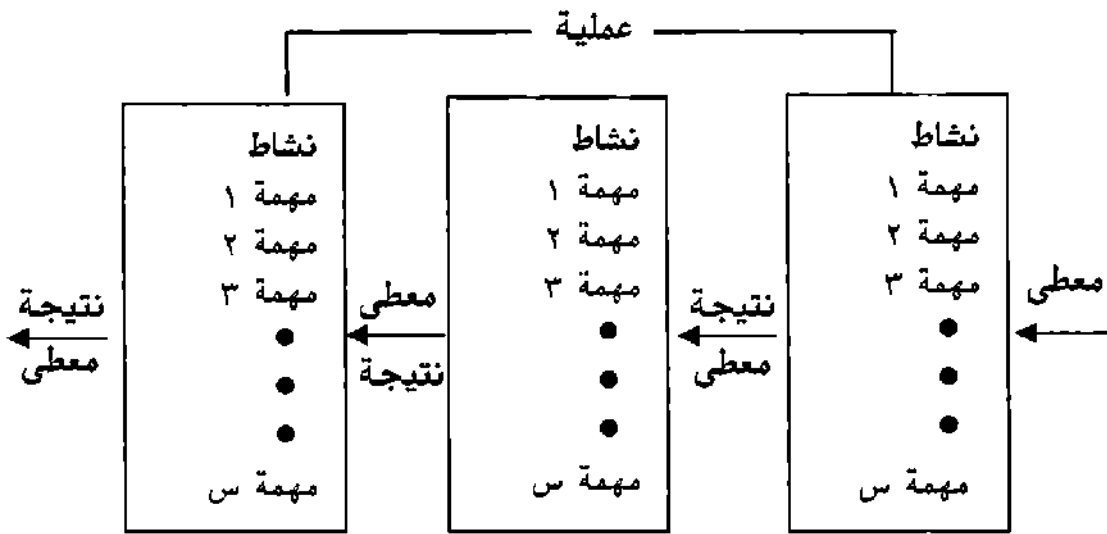 عملية
نشاط
مهمة ١
مهمة ٢
مهمة ٣
مهمة س
نشاط
مهمة ١
مهمة ٢
مهمة ٣
مهمة س
نشاط
مهمة ١
مهمة ٢
مهمة ٣
مهمة س
معطى
نتيجة
معطى
معطى
نتيجة
نتيجة
معطى